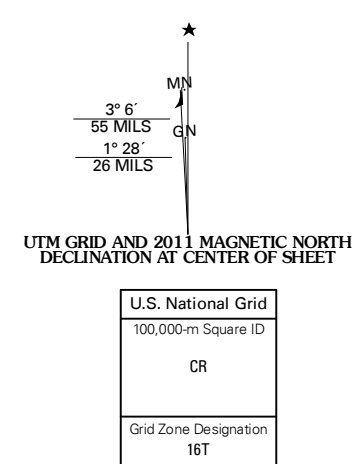 ★
MN
3° 6´
55 MILS
GN
1° 28´
26 MILS
UTM GRID AND 2011 MAGNETIC NORTH
DECLINATION AT CENTER OF SHEET
U.S. National Grid
100,000-m Square ID
CR
Grid Zone Designation
16T